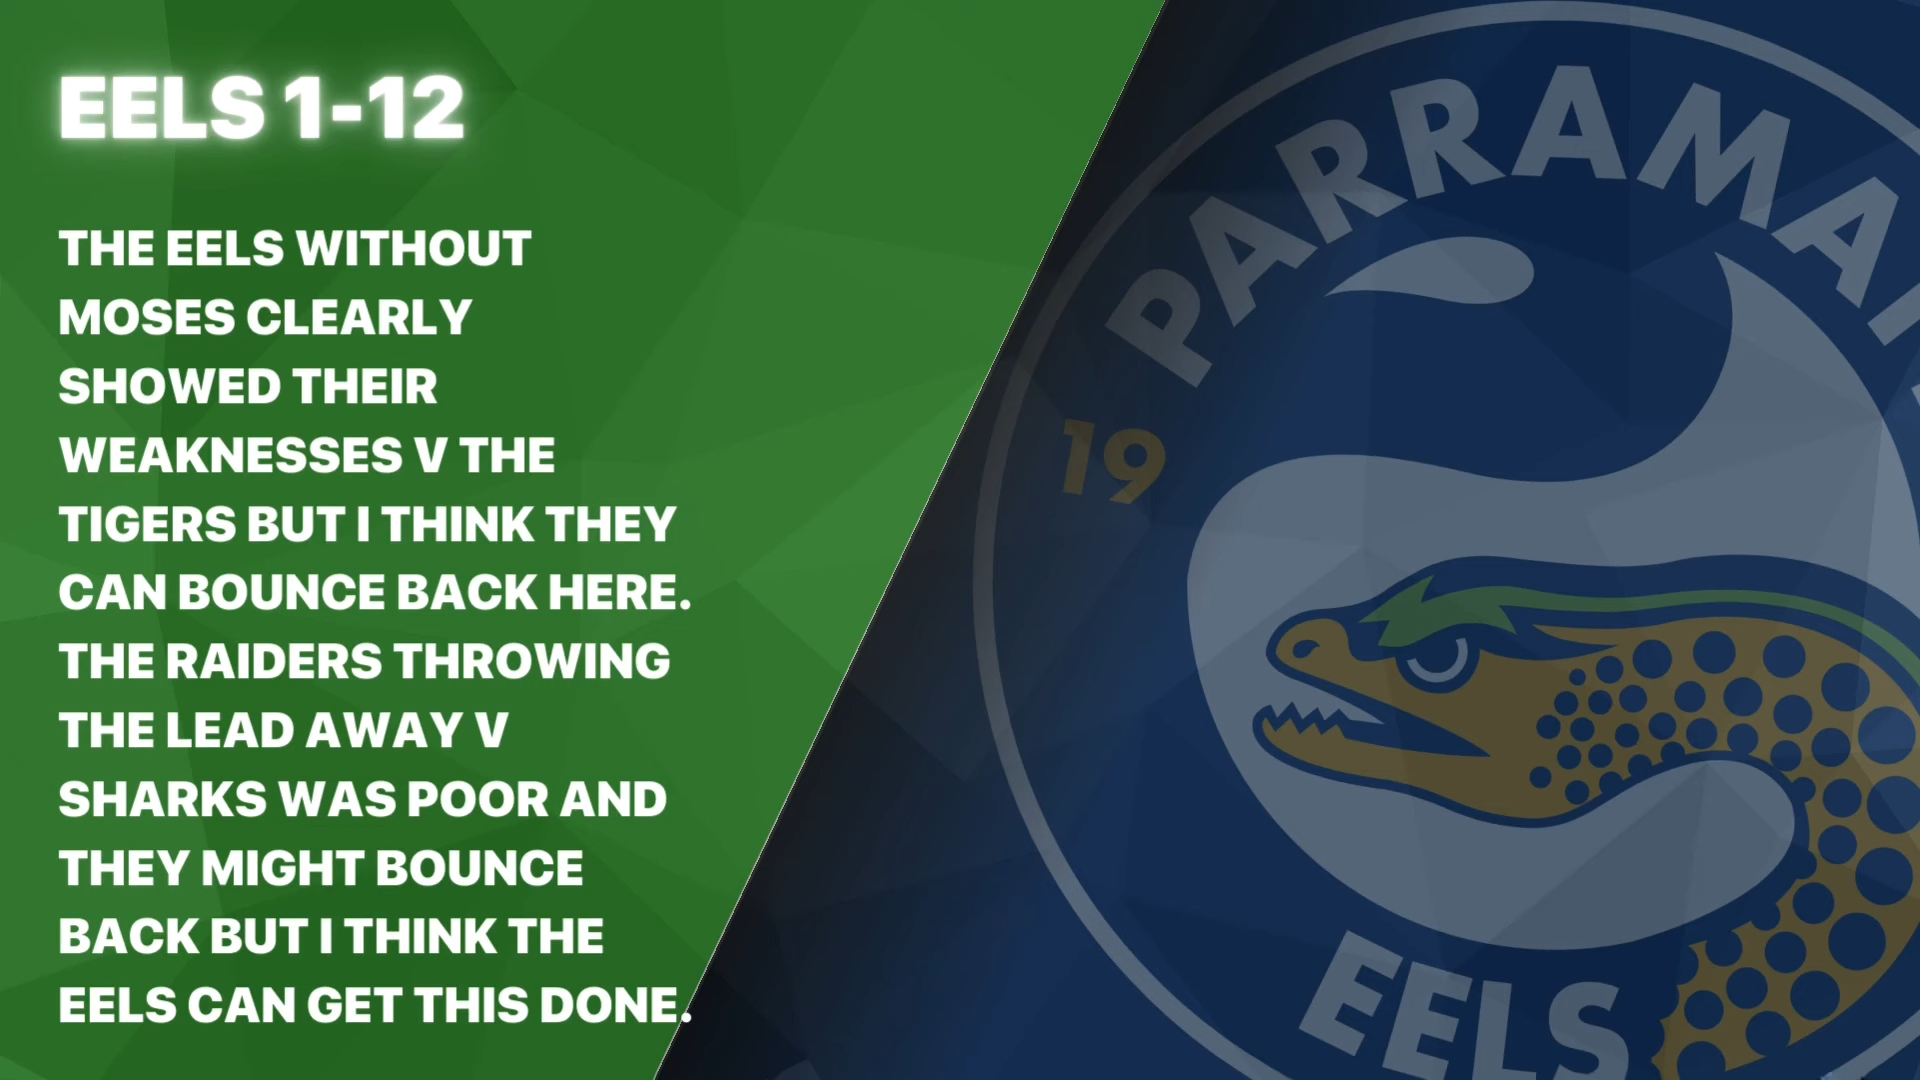 EELS 1-12
THE EELS WITHOUT
MOSES CLEARLY
SHOWED THEIR
WEAKNESSES V THE
TIGERS BUT I THINK THEY
CAN BOUNCE BACK HERE.
THE RAIDERS THROWING
THE LEAD AWAY V
SHARKS WAS POOR AND
THEY MIGHT BOUNCE
BACK BUT I THINK THE
EELS CAN GET THIS DONE.
PARRAMA
19
EELS